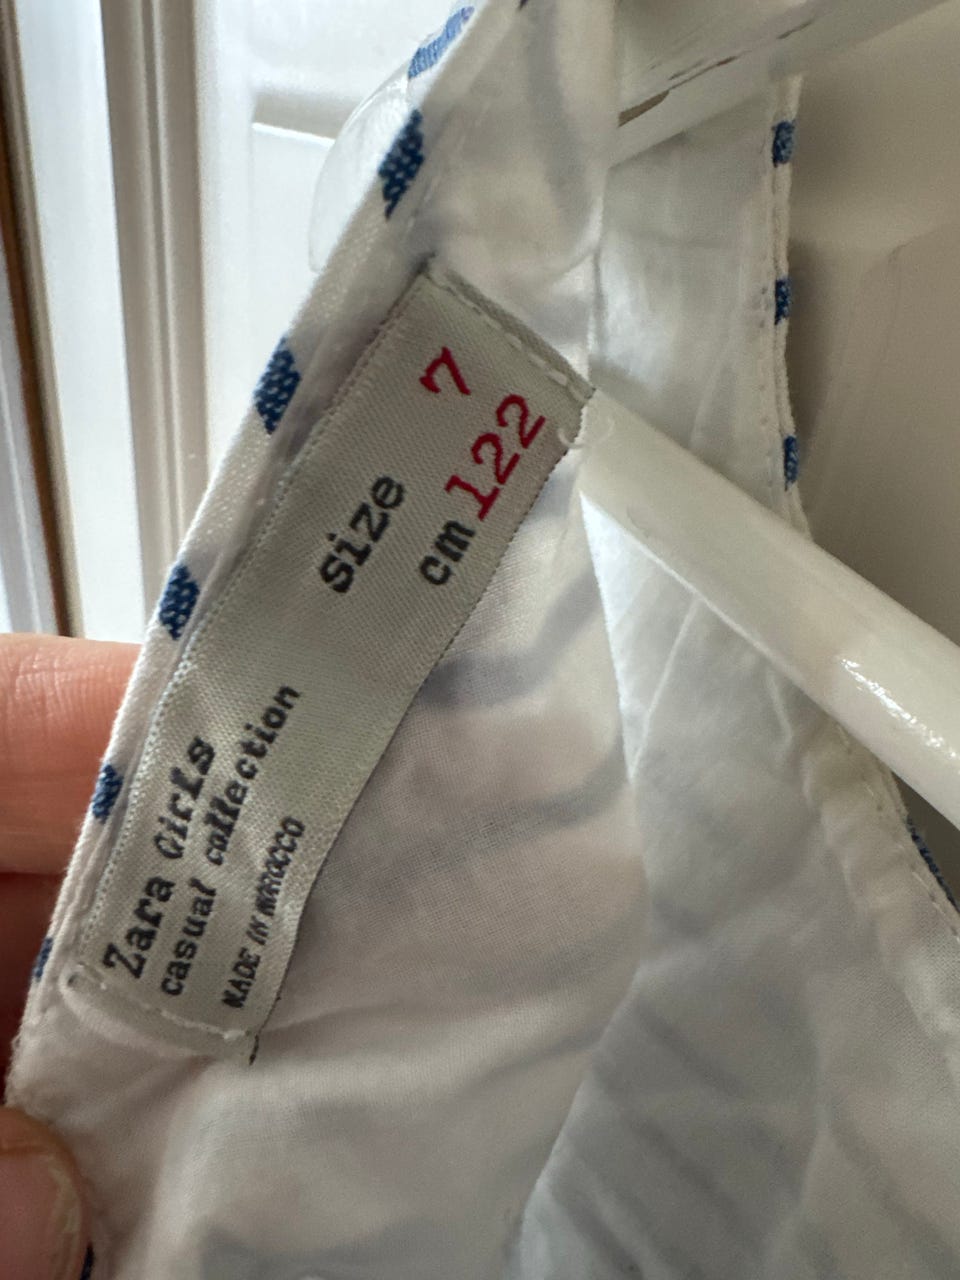 size 7
cm 122
Zara Girls
casual collection
MADE IN MOROCCO